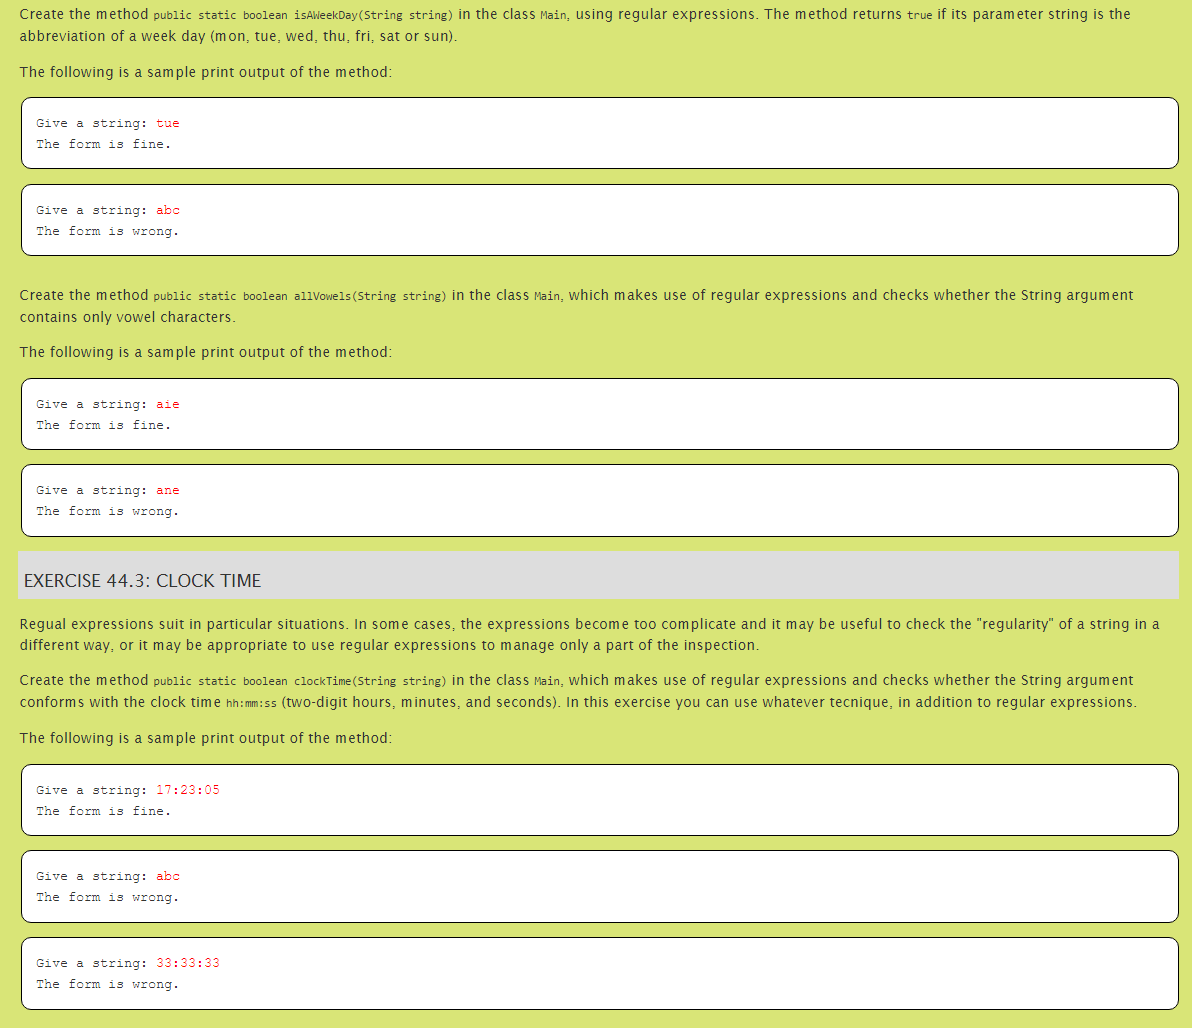 Create the method public static boolean isAWeekDay(String string) in the class Main, using regular expressions. The method returns true if its parameter string is the
abbreviation of a week day (mon, tue, wed, thu, fri, sat or sun).
The following is a sample print output of the method:
Give a string: tue
The form is fine.
Give a string: abc
The form is wrong.
Create the method public static boolean allVowels(String string) in the class Main, which makes use of regular expressions and checks whether the String argument
contains only vowel characters.
The following is a sample print output of the method:
Give a string: aie
The form is fine.
Give a string: ane
The form is wrong.
EXERCISE 44.3: CLOCK TIME
Regual expressions suit in particular situations. In some cases, the expressions become too complicate and it may be useful to check the "regularity" of a string in a
different way, or it may be appropriate to use regular expressions to manage only a part of the inspection.
Create the method public static boolean clockTime(String string) in the class Main, which makes use of regular expressions and checks whether the String argument
conforms with the clock time hh:mm:ss (two-digit hours, minutes, and seconds). In this exercise you can use whatever tecnique, in addition to regular expressions.
The following is a sample print output of the method:
Give a string: 17:23:05
The form is fine.
Give a string: abc
The form is wrong.
Give a string: 33:33:33
The form is wrong.